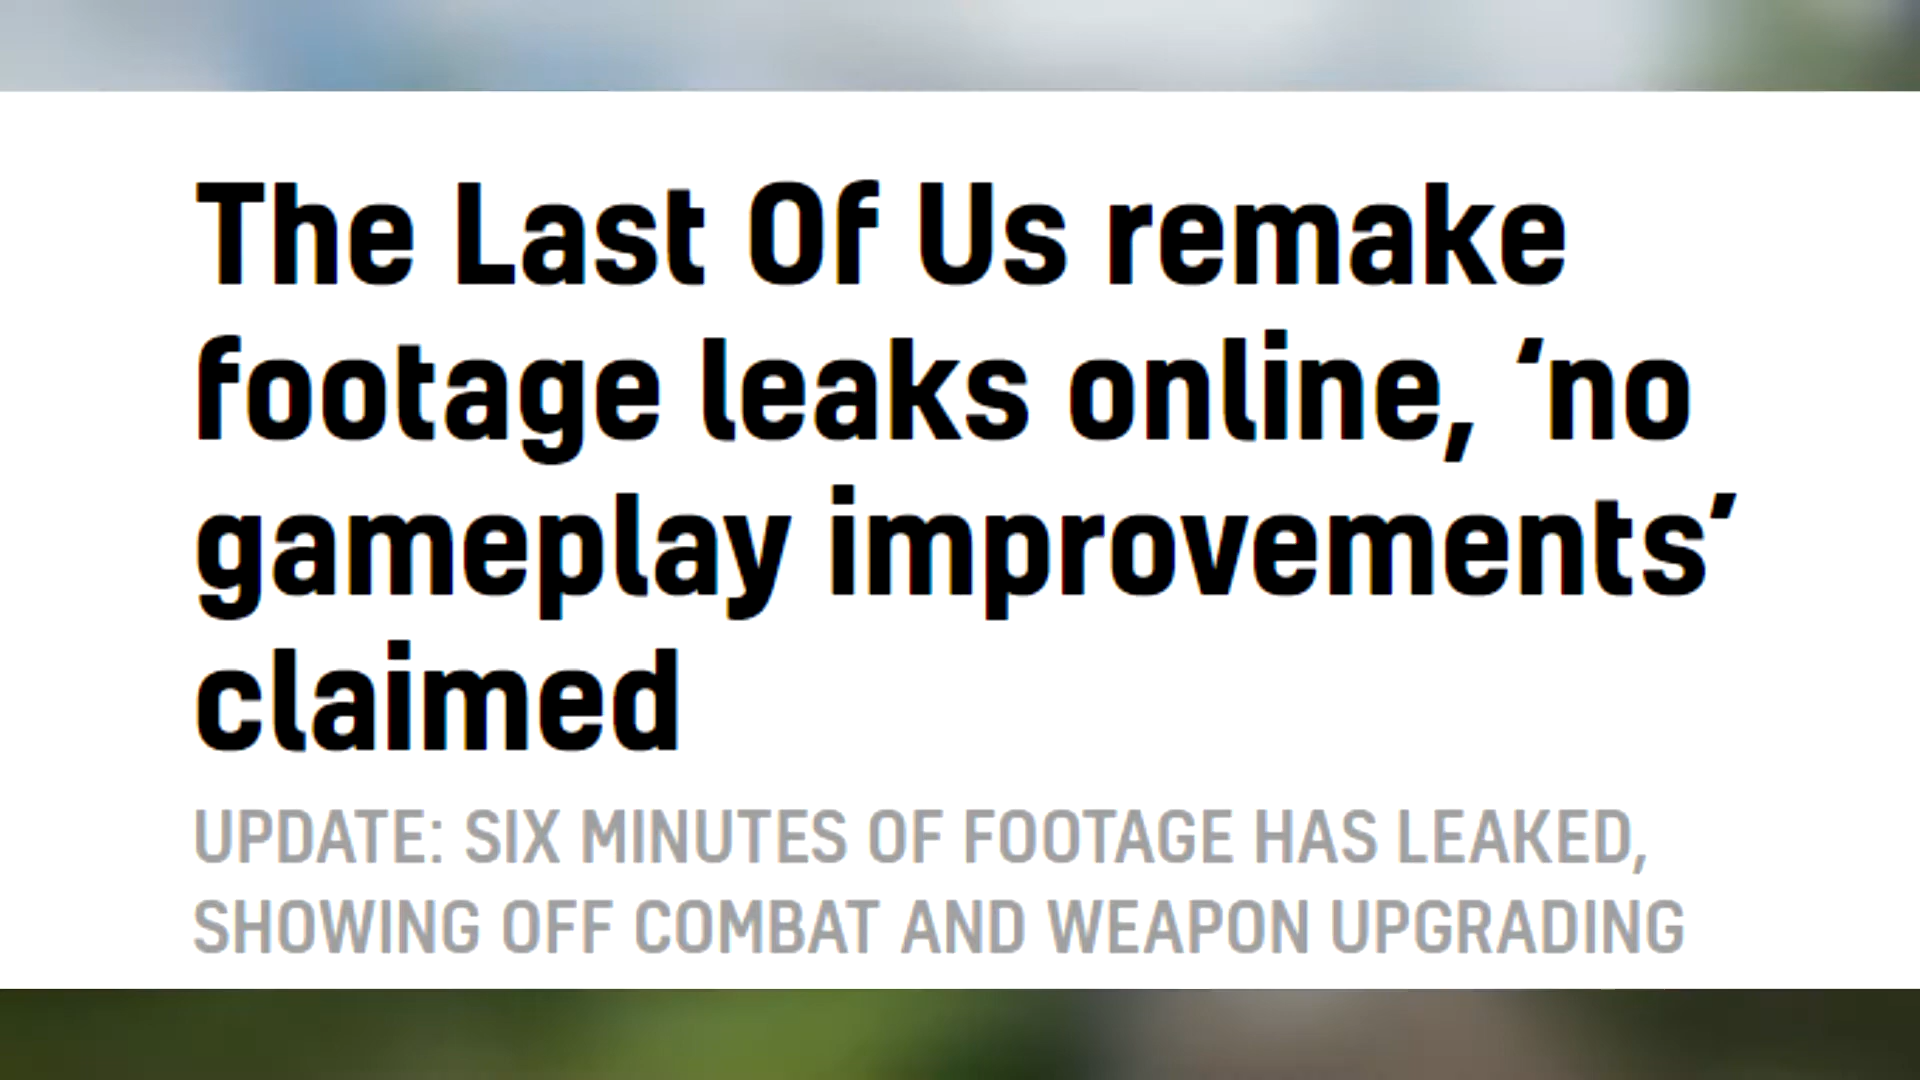 The Last Of Us remake
footage leaks online, ‘no
gameplay improvements’
claimed
UPDATE: SIX MINUTES OF FOOTAGE HAS LEAKED,
SHOWING OFF COMBAT AND WEAPON UPGRADING